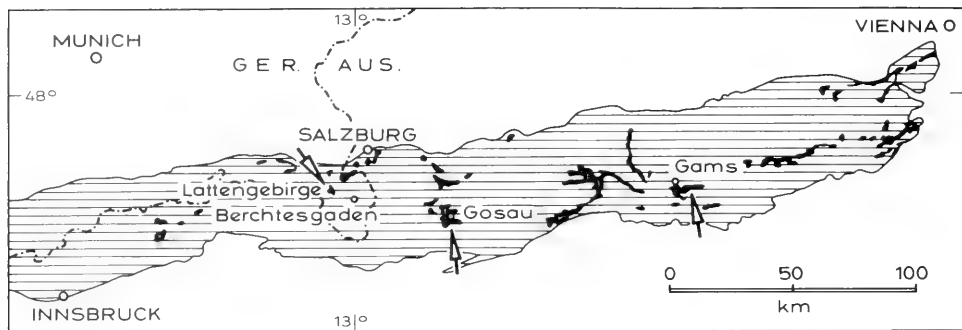 13°
VIENNA
MUNICH
GER. AUS.
48°
SALZBURG
Gams
Lattengebirge
Berchtesgaden
Gosau
0 50 100
km
INNSBRUCK
13°